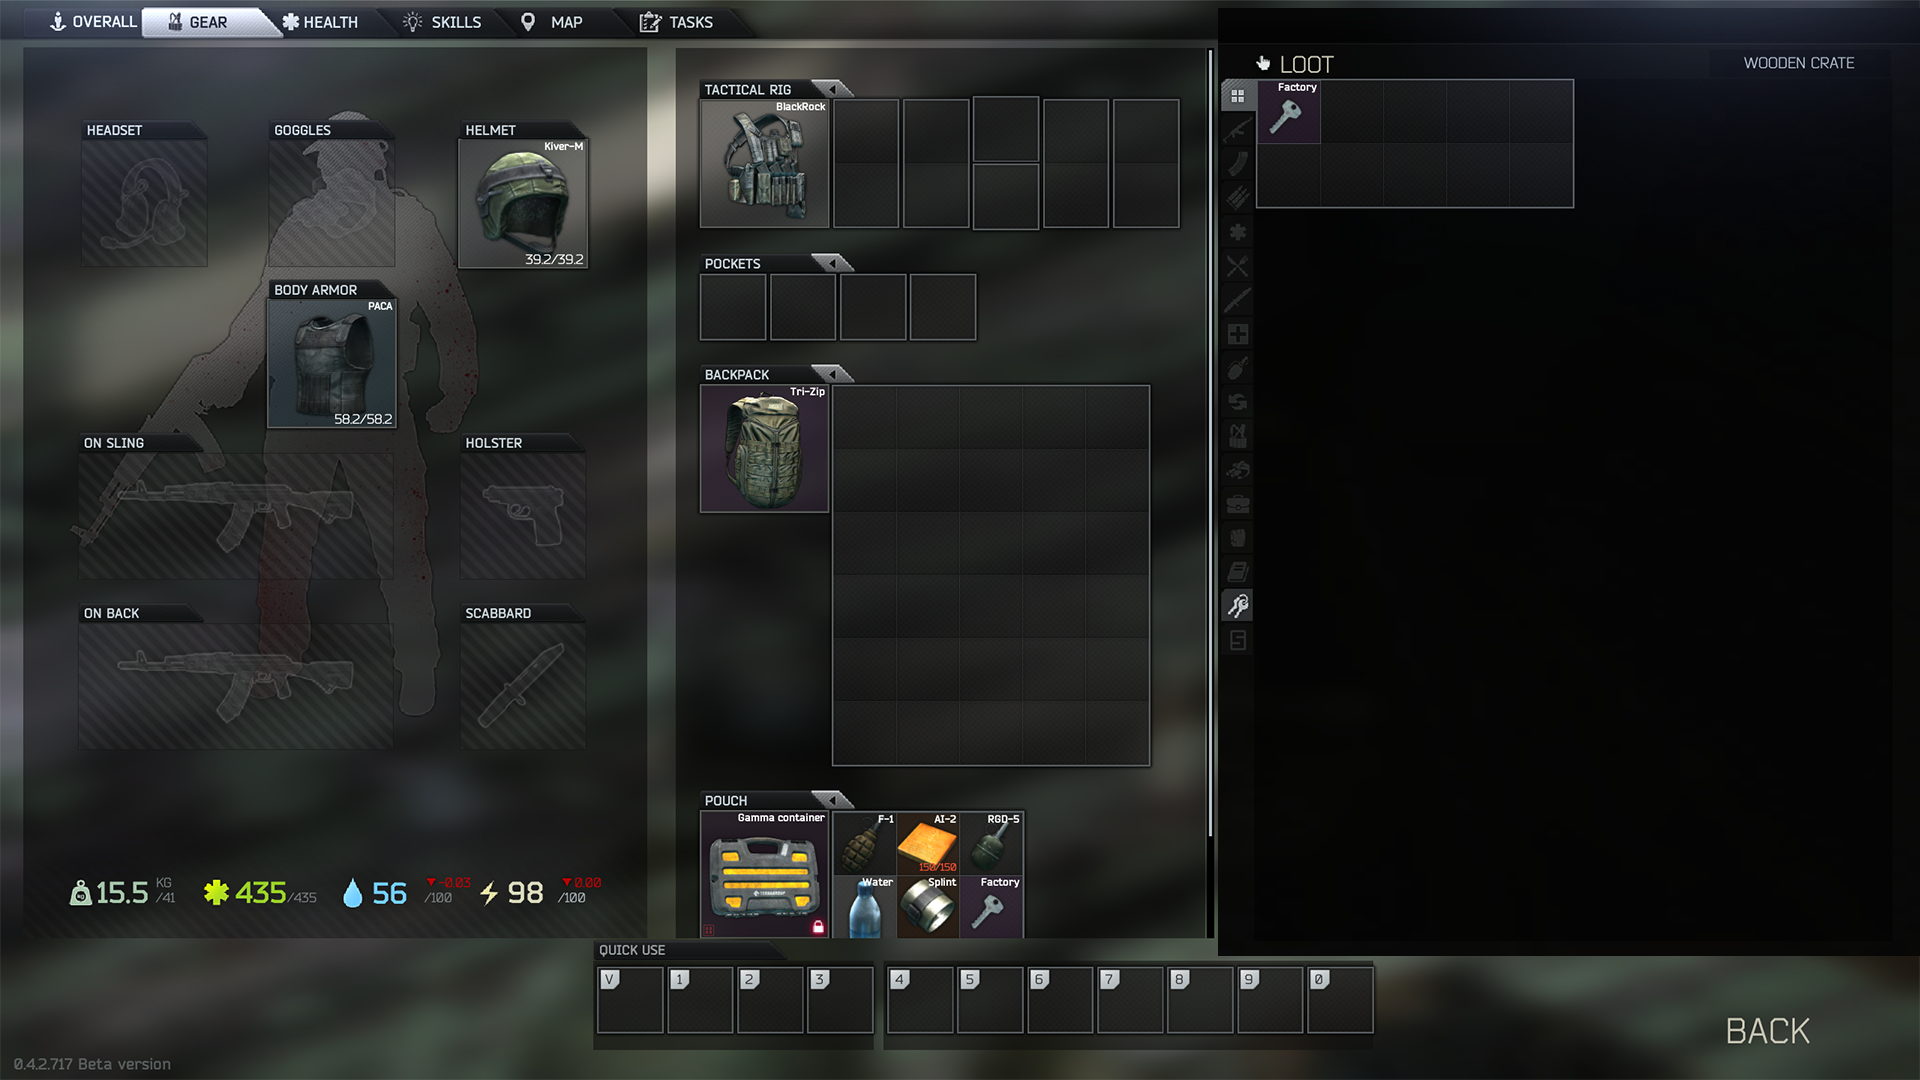 OVERALL
GEAR
HEALTH
SKILLS
MAP
TASKS
HEADSET
GOGGLES
HELMET
Kiver-M
39.2/39.2
BODY ARMOR
PACA
58.2/58.2
ON SLING
HOLSTER
ON BACK
SCABBARD
15.5 KG /41
435/435
56 -0.03 /100
98 0.00 /100
TACTICAL RIG
BlackRock
POCKETS
BACKPACK
Tri-Zip
POUCH
Gamma container
F-1
AI-2
150/150
RGD-5
Water
Splint
Factory
LOOT
WOODEN CRATE
Factory
QUICK USE
V 1 2 3 4 5 6 7 8 9 0
BACK
0.4.2.717 Beta version